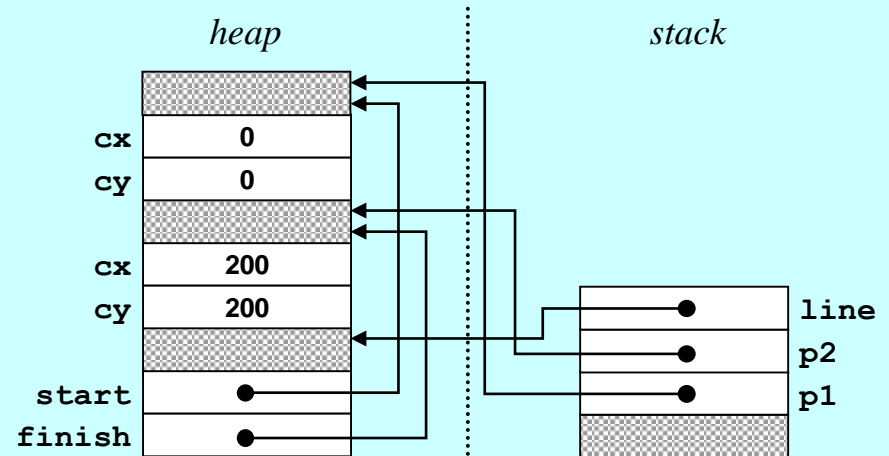 heap
stack
cx 0
cy 0
cx 200
cy 200
line
p2
start
p1
finish